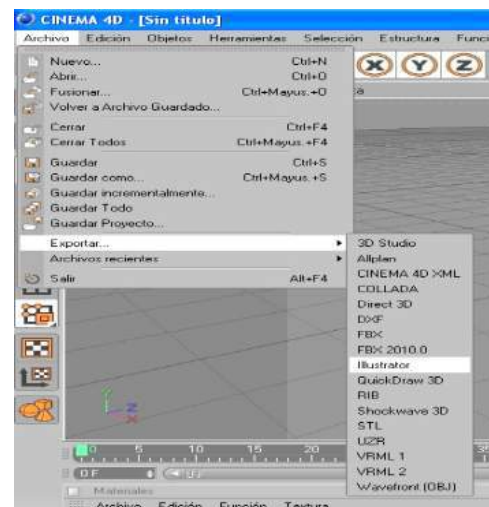 CINEMA 4D - [Sin título]
Archivo Edición Objetos Herramientas Selección Estructura Func
Nuevo... Ctrl+N
Abrir... Ctrl+O
Fusionar... Ctrl+Mayus.+O
Volver a Archivo Guardado...
Cerrar Ctrl+F4
Cerrar Todos Ctrl+Mayus.+F4
Guardar Ctrl+S
Guardar como... Ctrl+Mayus.+S
Guardar incrementalmente...
Guardar Todo
Guardar Proyecto...
Exportar...
Archivos recientes
Salir Alt+F4
X Y Z
3D Studio
Allplan
CINEMA 4D XML
COLLADA
Direct 3D
DXF
FBX
FBX 2010.0
Illustrator
QuickDraw 3D
RIB
Shockwave 3D
STL
UZR
VRML 1
VRML 2
Wavefront (OBJ)
Y
Z
X
0 5 10 15 20 35
0 F
Materiales
Archivo Edición Función Textura